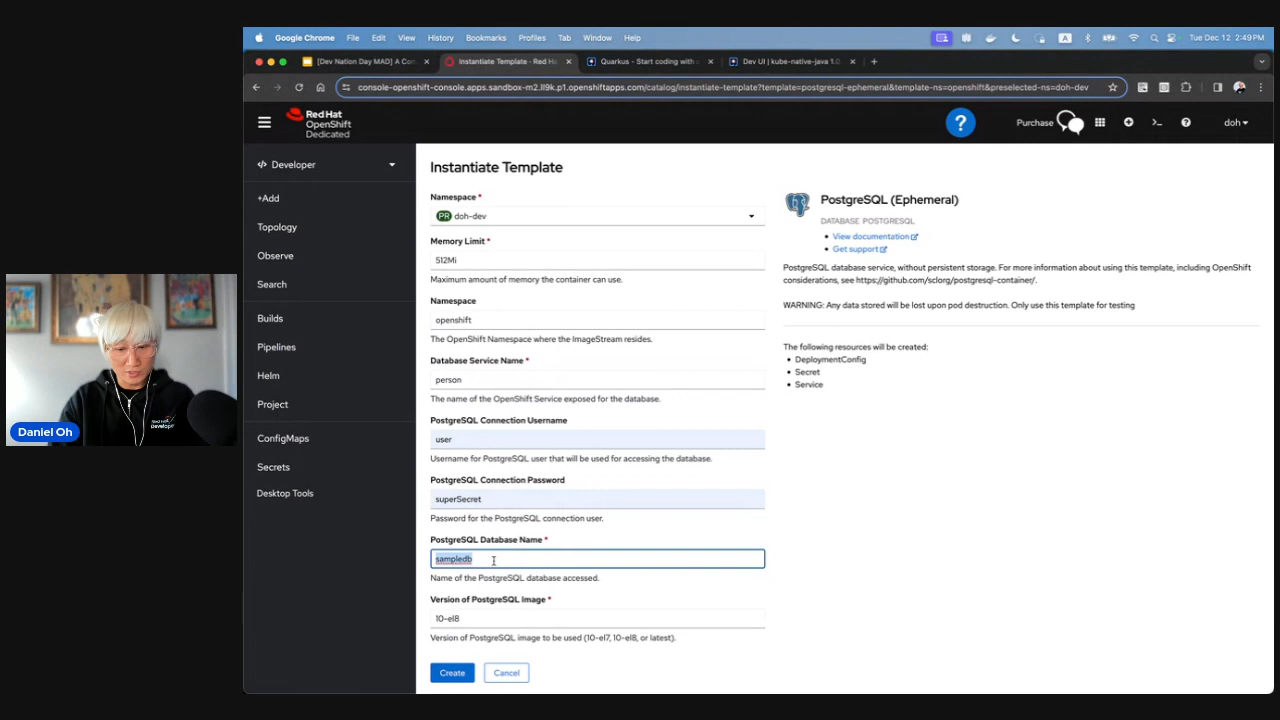 Google Chrome File Edit View History Bookmarks Profiles Tab Window Help
A
Tue Dec 12 2:49 PM
[Dev Nation Day MAD] A Con
Instantiate Template - Red Ha
Quarkus - Start coding with
Dev UI | kube-native-java 1.0
console-openshift-console.apps.sandbox-m2.ll9k.p1.openshiftapps.com/catalog/instantiate-template?template=postgresql-ephemeral&template-ns=openshift&preselected-ns=doh-dev
Red Hat
OpenShift
Dedicated
?
Purchase
doh
Developer
+Add
Topology
Observe
Search
Builds
Pipelines
Helm
Project
ConfigMaps
Secrets
Desktop Tools
Instantiate Template
Namespace *
PR doh-dev
Memory Limit *
512Mi
Maximum amount of memory the container can use.
Namespace
openshift
The OpenShift Namespace where the ImageStream resides.
Database Service Name *
person
The name of the OpenShift Service exposed for the database.
PostgreSQL Connection Username
user
Username for PostgreSQL user that will be used for accessing the database.
PostgreSQL Connection Password
superSecret
Password for the PostgreSQL connection user.
PostgreSQL Database Name *
sampledb
Name of the PostgreSQL database accessed.
Version of PostgreSQL Image *
10-el8
Version of PostgreSQL image to be used (10-el7, 10-el8, or latest).
Create
Cancel
PostgreSQL (Ephemeral)
DATABASE POSTGRESQL
• View documentation
• Get support
PostgreSQL database service, without persistent storage. For more information about using this template, including OpenShift
considerations, see https://github.com/sclorg/postgresql-container/.
WARNING: Any data stored will be lost upon pod destruction. Only use this template for testing
The following resources will be created:
• DeploymentConfig
• Secret
• Service
Red Hat
Developer
Daniel Oh